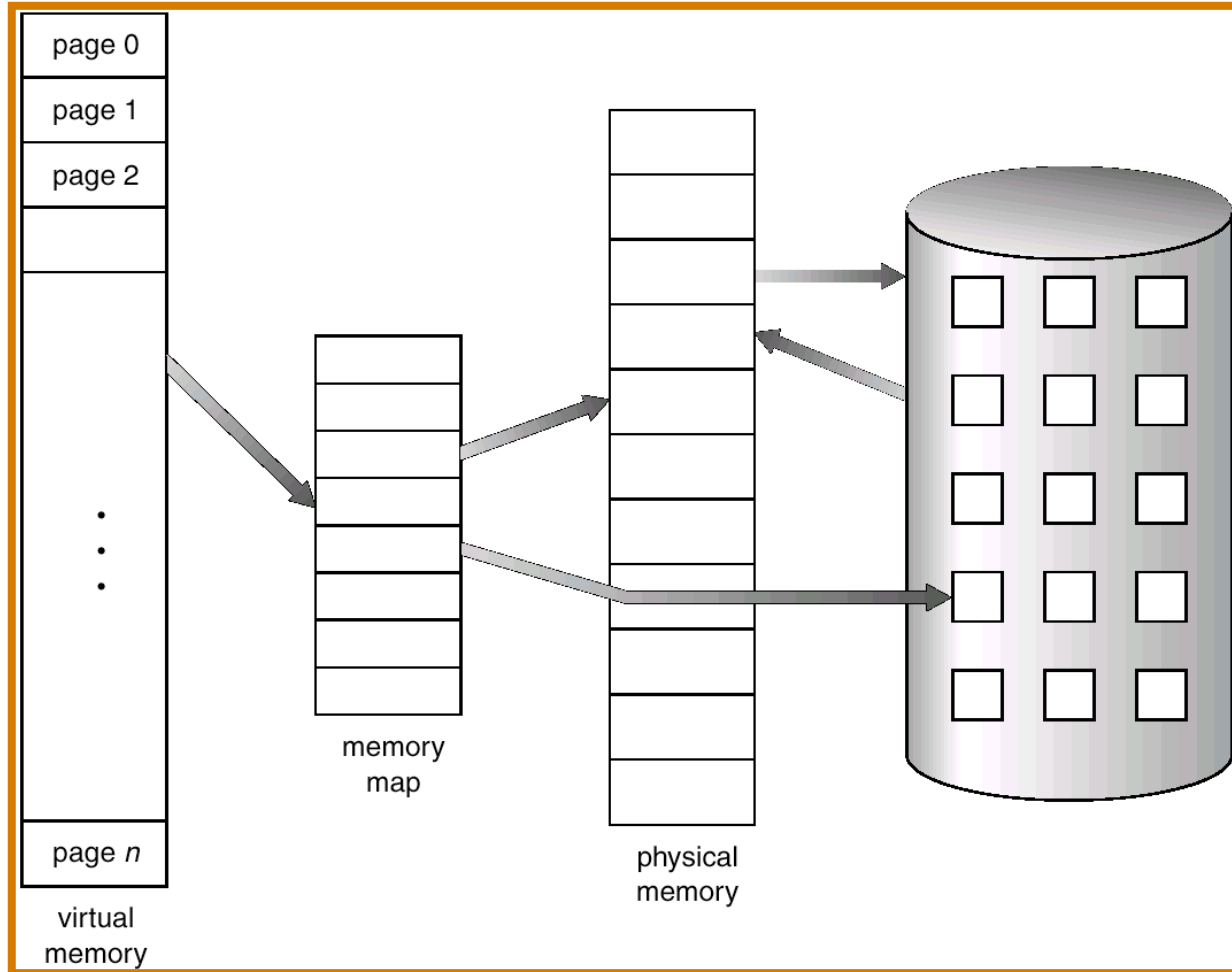 page 0
page 1
page 2
page n
virtual
memory
memory
map
physical
memory